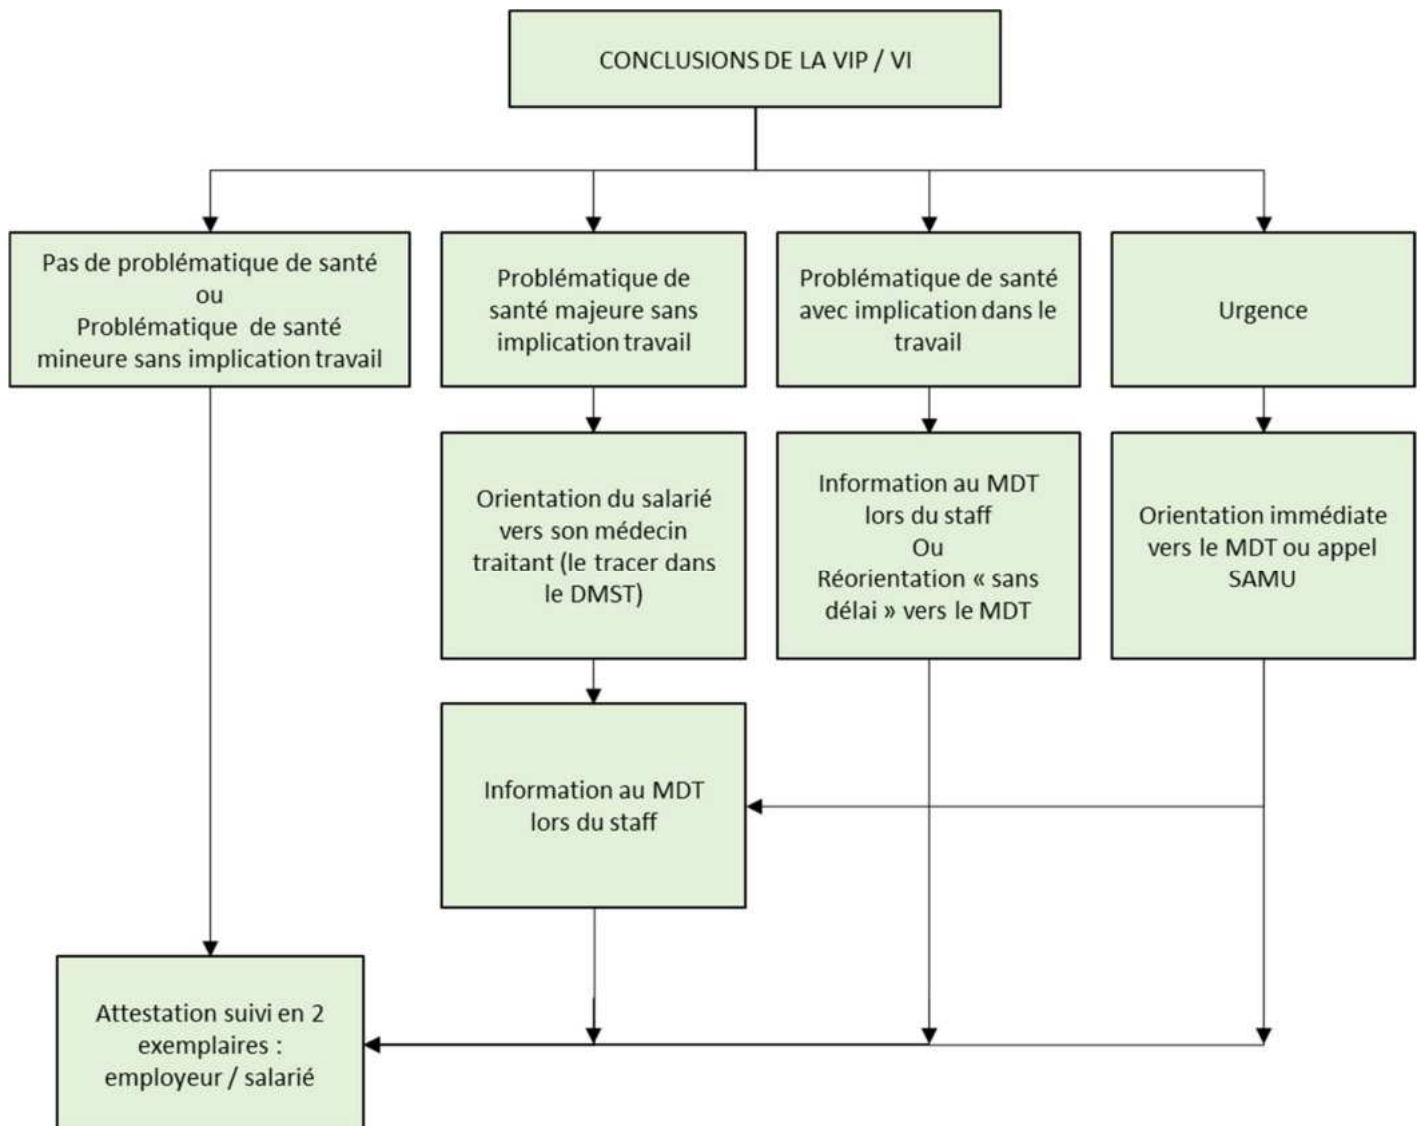 CONCLUSIONS DE LA VIP / VI
Pas de problématique de santé
ou
Problématique de santé
mineure sans implication travail
Problématique de
santé majeure sans
implication travail
Problématique de santé
avec implication dans le
travail
Urgence
Orientation du salarié
vers son médecin
traitant (le tracer dans
le DMST)
Information au MDT
lors du staff
Ou
Réorientation « sans
délai » vers le MDT
Orientation immédiate
vers le MDT ou appel
SAMU
Information au MDT
lors du staff
Attestation suivi en 2
exemplaires :
employeur / salarié